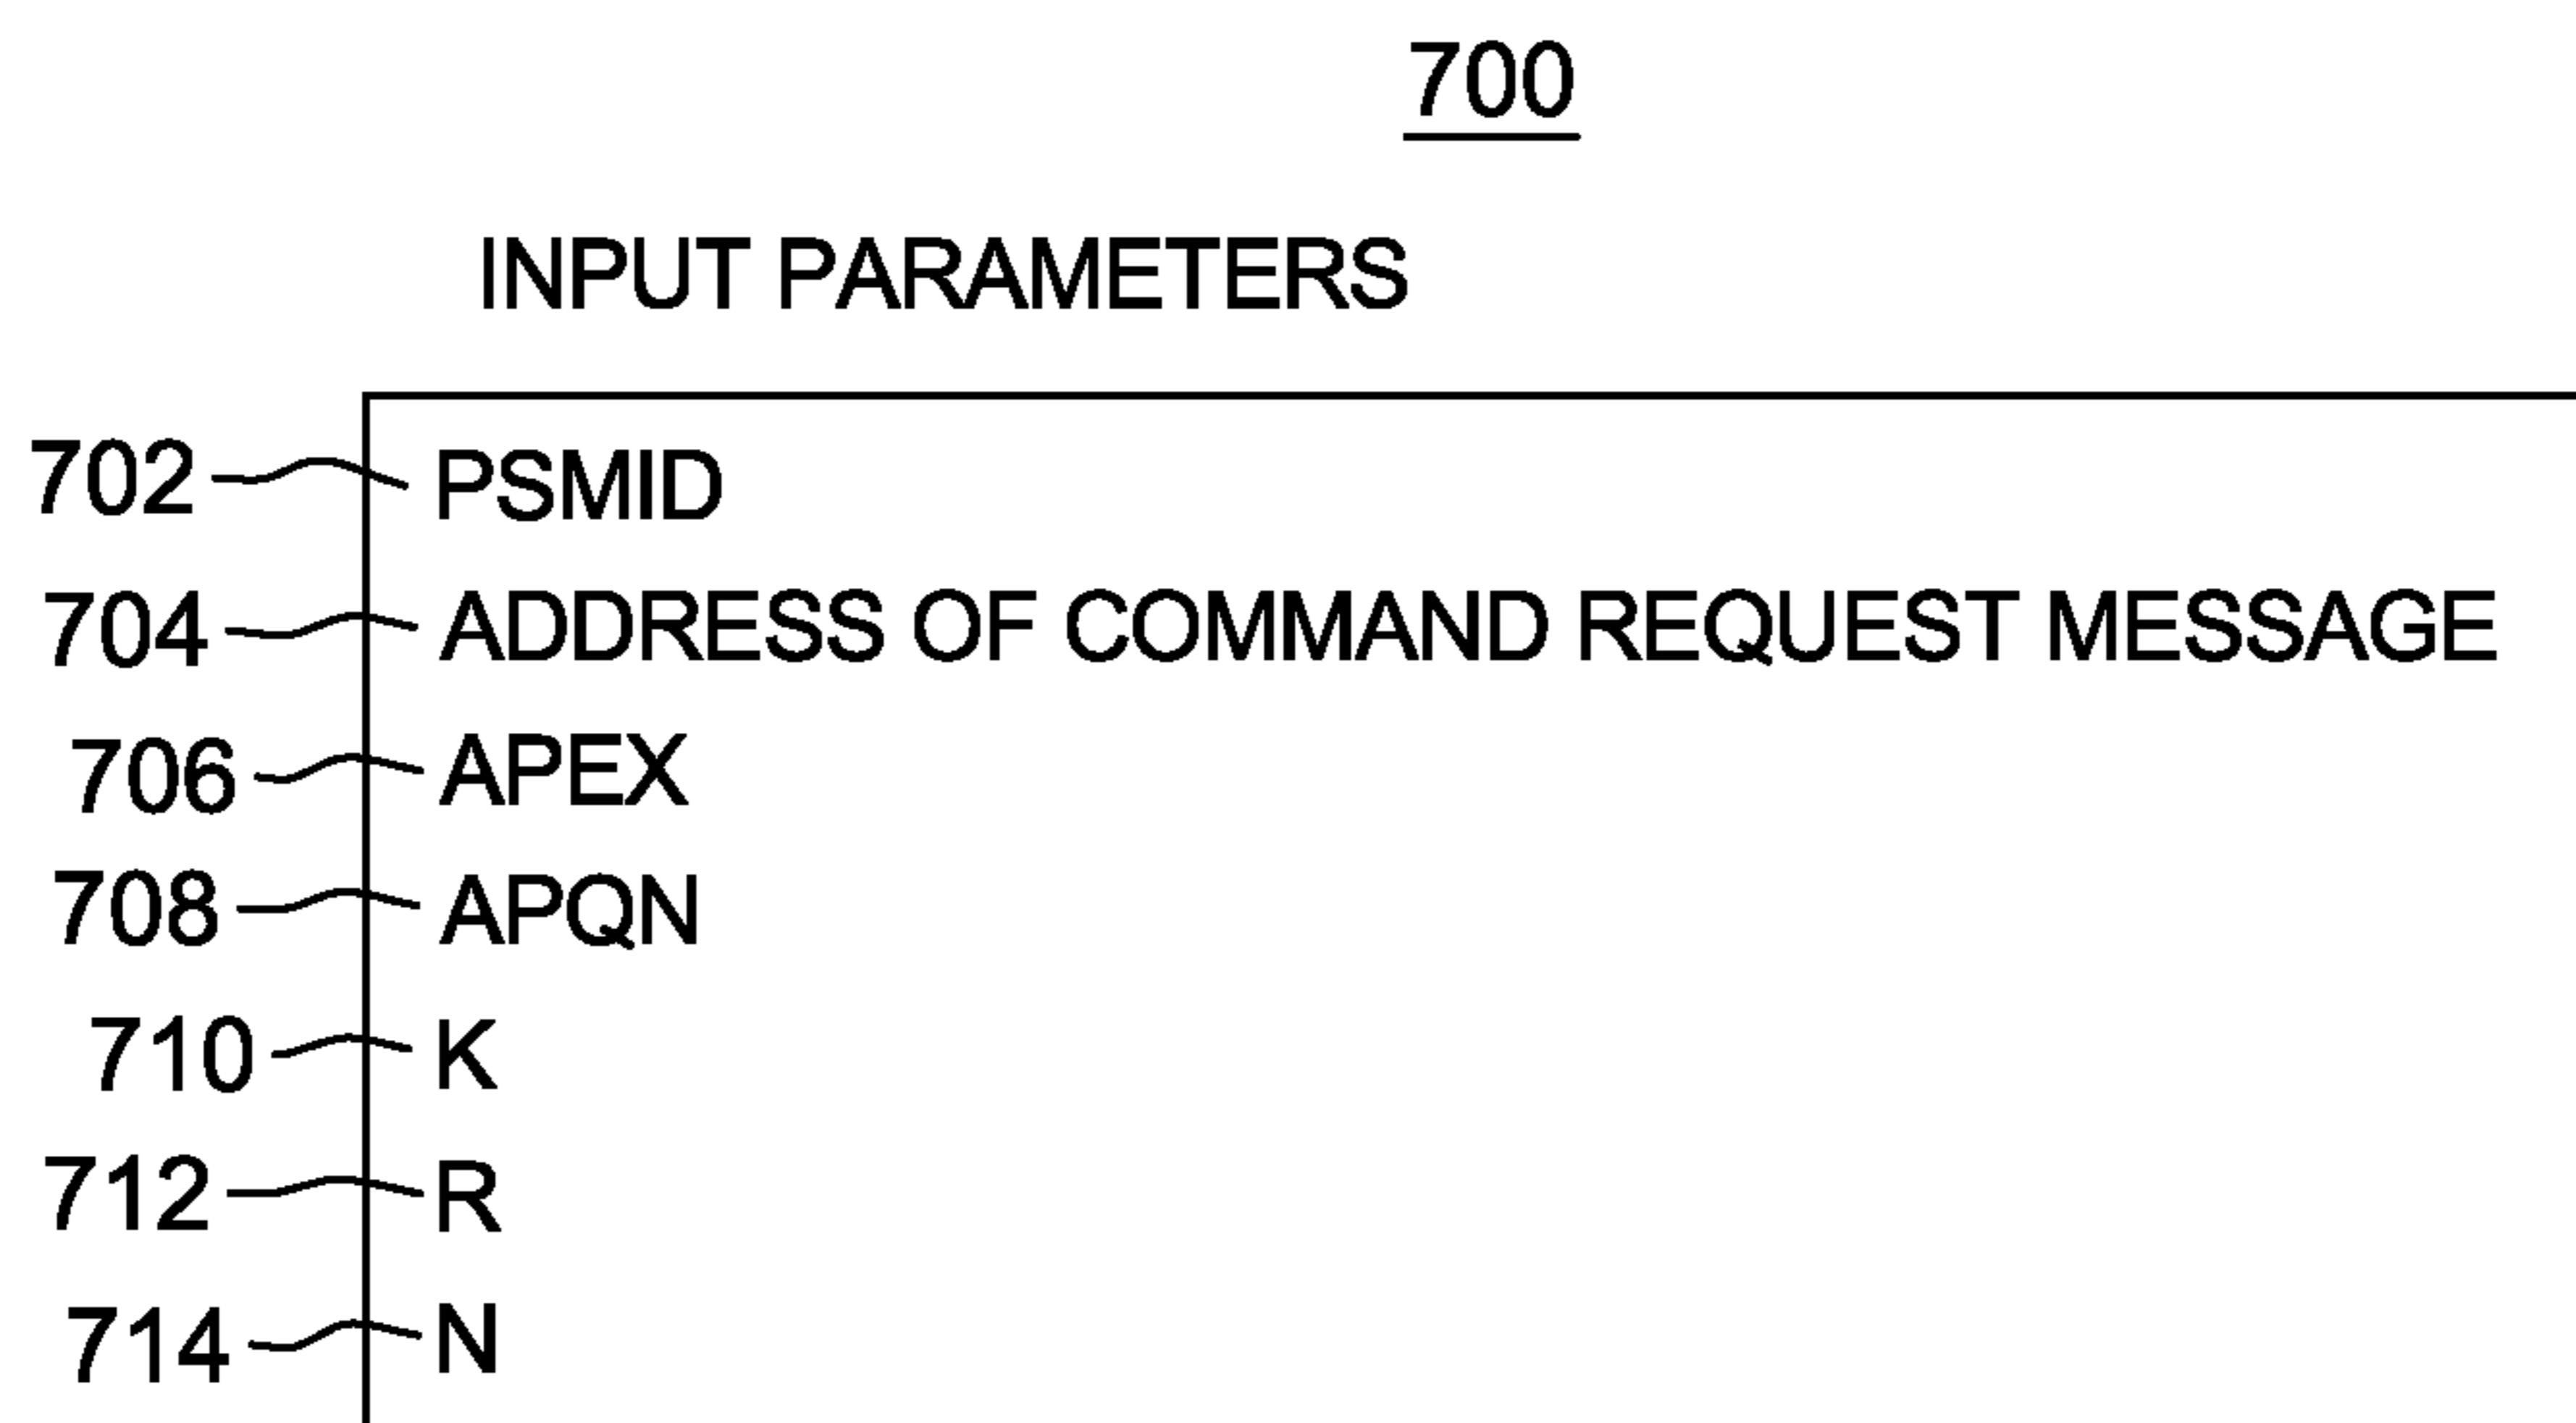 700
INPUT PARAMETERS
702 PSMID
704 ADDRESS OF COMMAND REQUEST MESSAGE
706 APEX
708 APQN
710 K
712 R
714 N